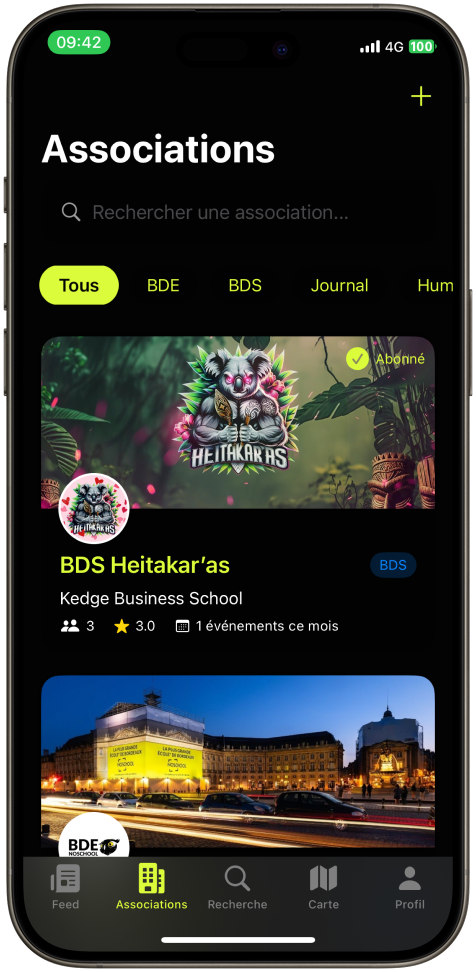 09:42
4G 100
Associations
Rechercher une association...
Tous BDE BDS Journal Hum
Abonné
HEITAKAR'AS
HEITAKAR'AS
BDS Heitakar’as
BDS
Kedge Business School
3 3.0 1 événements ce mois
LA PLUS GRANDE
ÉCOLE DE BORDEAUX
NOSCHOOL
LA PLUS GRANDE
ÉCOLE DE BORDEAUX
NOSCHOOL
BDE
NOSCHOOL
Feed Associations Recherche Carte Profil